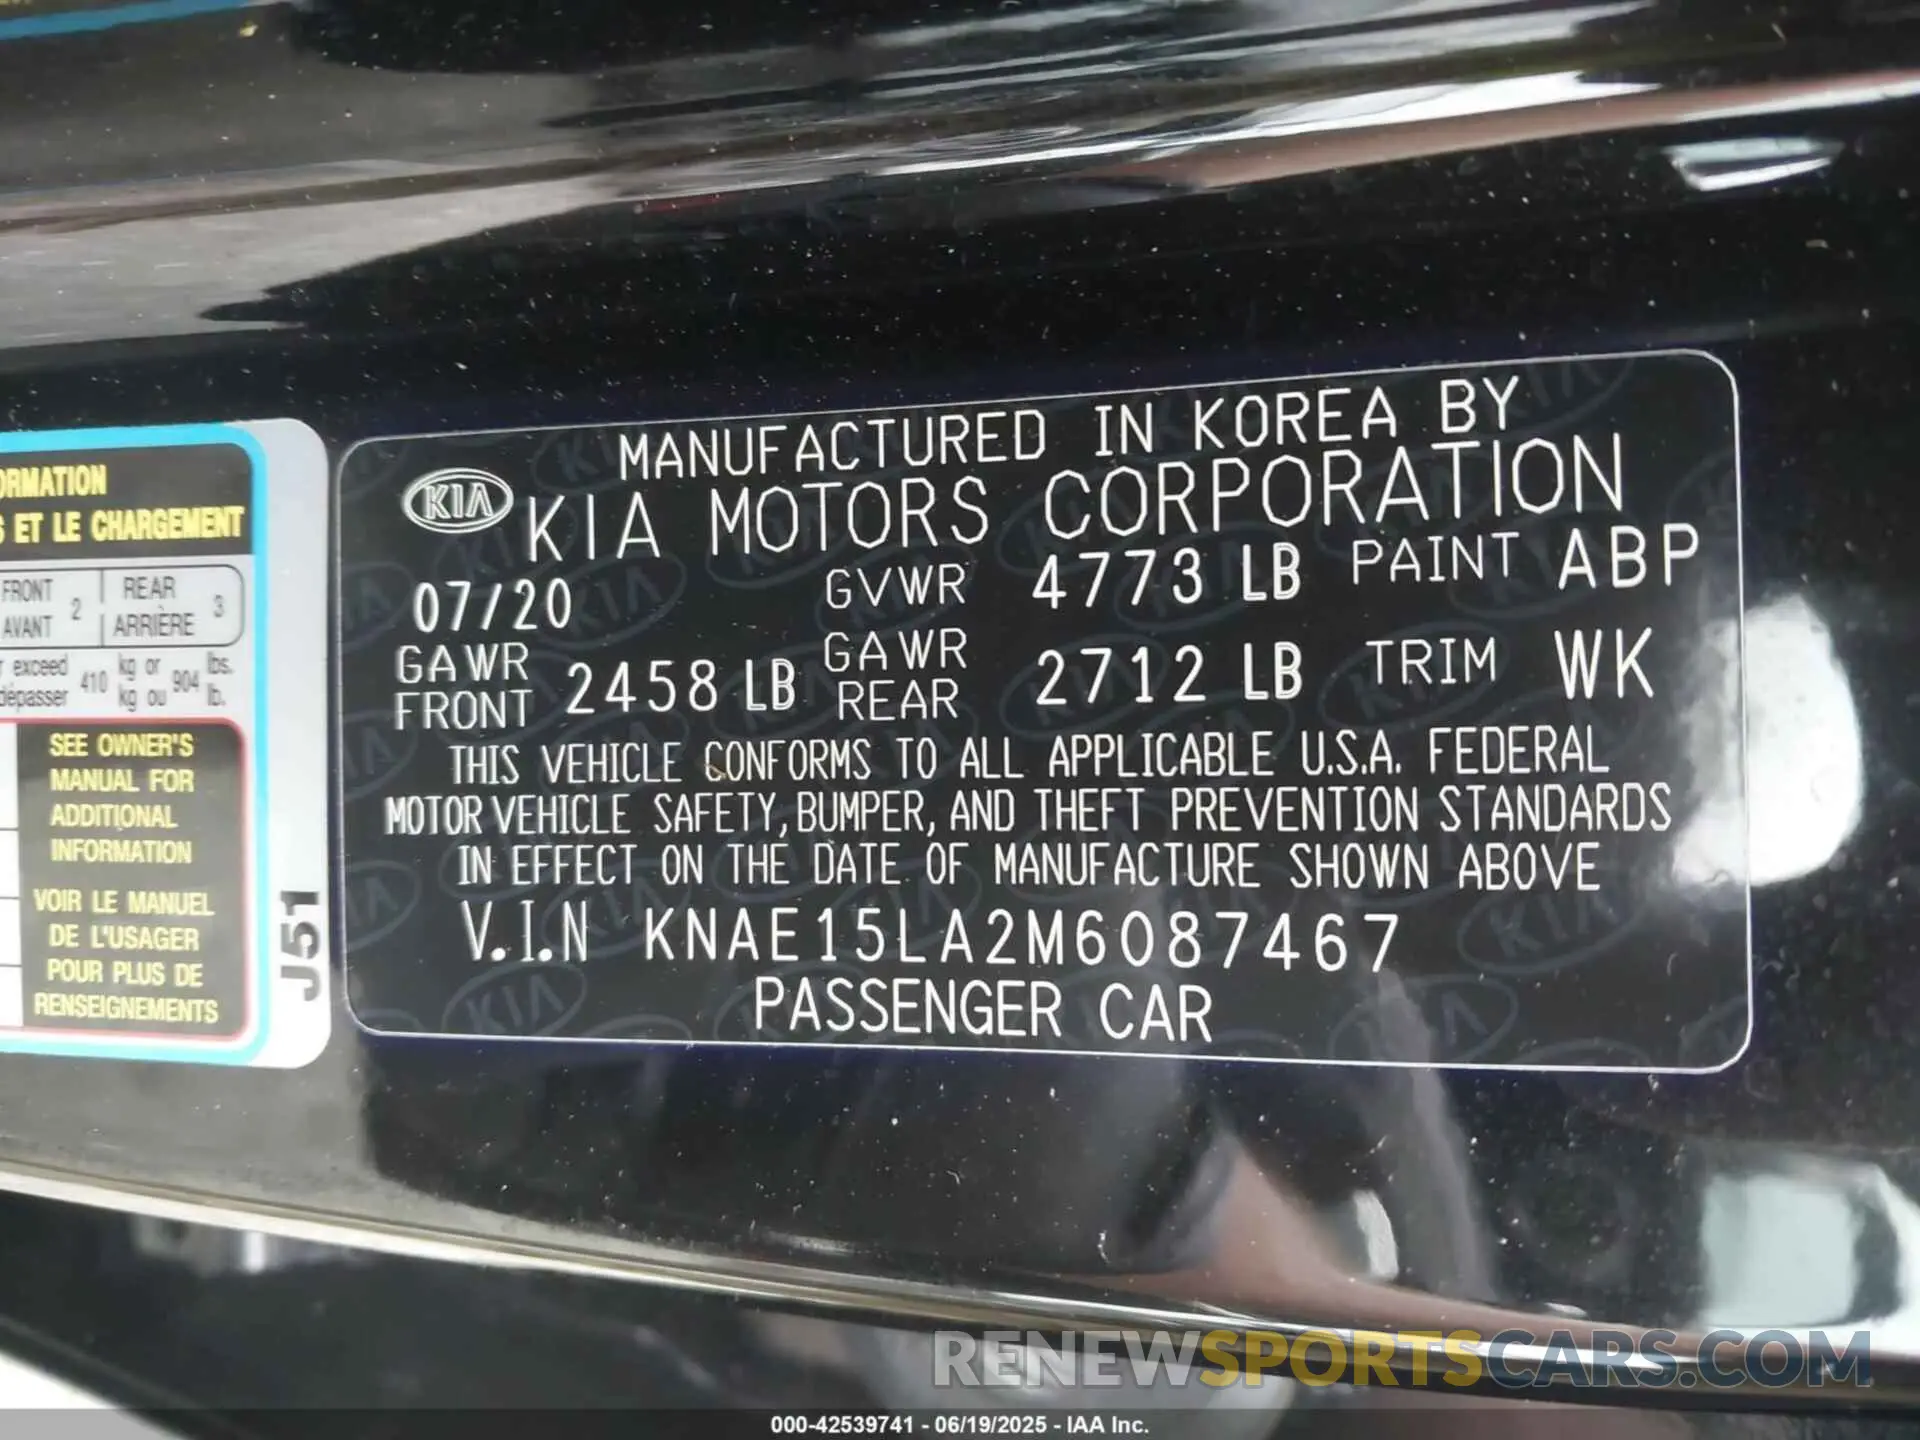 ORMATION
S ET LE CHARGEMENT
FRONT
AVANT 2
REAR
ARRIÈRE 3
exceed 410 kg or 904 lbs.
dépasser kg ou lb.
SEE OWNER'S
MANUAL FOR
ADDITIONAL
INFORMATION
VOIR LE MANUEL
DE L'USAGER
POUR PLUS DE
RENSEIGNEMENTS
J51
MANUFACTURED IN KOREA BY
KIA KIA MOTORS CORPORATION
07/20 GVWR 4773 LB PAINT ABP
GAWR FRONT 2458 LB GAWR REAR 2712 LB TRIM WK
THIS VEHICLE CONFORMS TO ALL APPLICABLE U.S.A. FEDERAL
MOTOR VEHICLE SAFETY, BUMPER, AND THEFT PREVENTION STANDARDS
IN EFFECT ON THE DATE OF MANUFACTURE SHOWN ABOVE
V.I.N KNAE15LA2M6087467
PASSENGER CAR
RENEWSPORTSCARS.COM
000-42539741 - 06/19/2025 - IAA Inc.